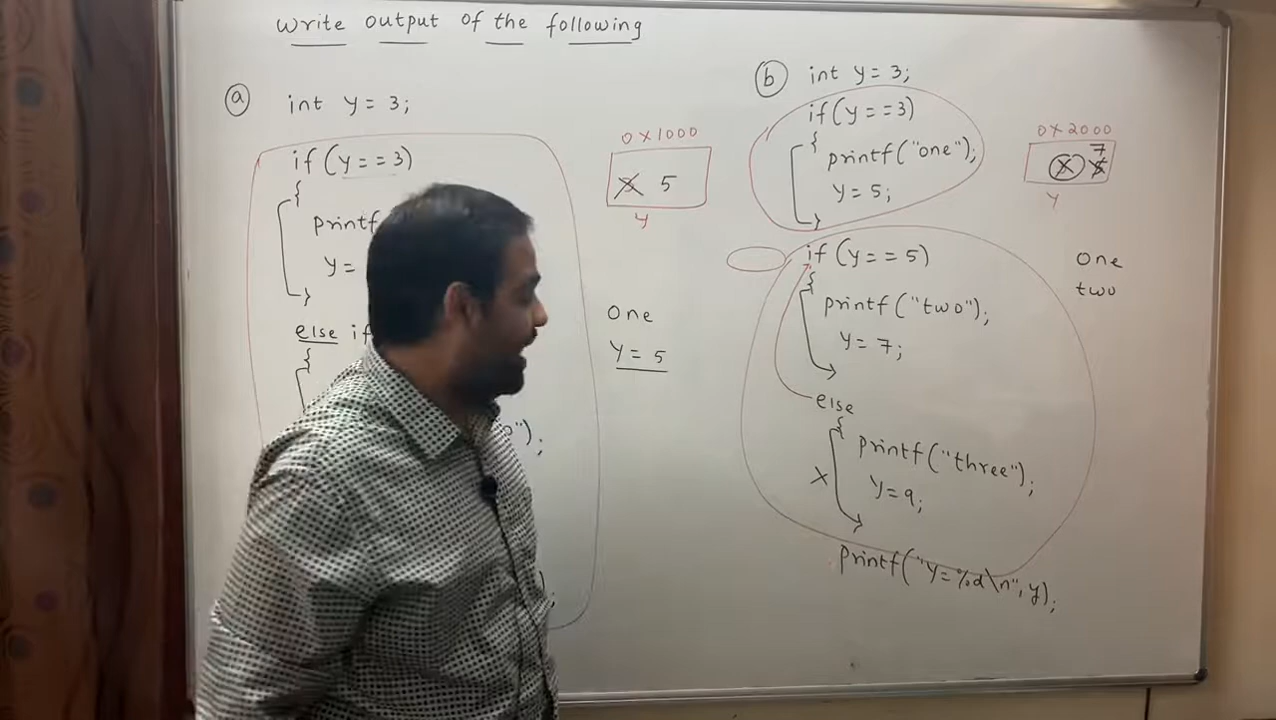 Write output of the following
(a) int y = 3;
if (y == 3)
{
printf
y =
}
else if
{
");
0x1000
5
y
One
y = 5
(b) int y = 3;
if (y == 3)
{
printf("one");
y = 5;
}
if (y == 5)
{
printf("two");
y = 7;
}
else
{
printf("three");
y = 9;
}
printf("y=%d\n", y);
0x2000
7
y
One
two